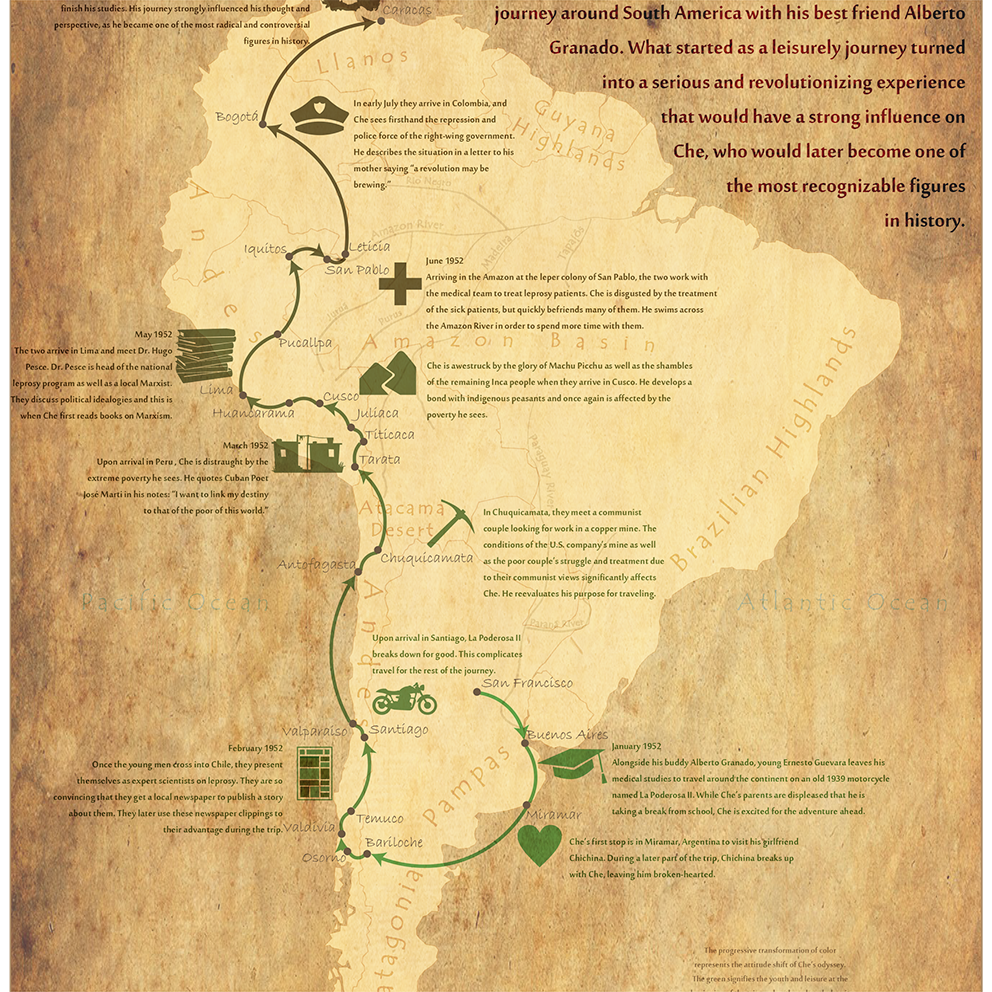 finish his studies. His journey strongly influenced his thought and
perspective, as he became one of the most radical and controversial
figures in history.
Caracas
journey around South America with his best friend Alberto
Granado. What started as a leisurely journey turned
into a serious and revolutionizing experience
that would have a strong influence on
Che, who would later become one of
the most recognizable figures
in history.
Llanos
Guyana
Highlands
Bogotá
In early July they arrive in Colombia, and
Che sees firsthand the repression and
police force of the right-wing government.
He describes the situation in a letter to his
mother saying "a revolution may be
brewing."
Rio Negro
Andes
Amazon River
Madeira
Tapajós
Iquitos
Leticia
San Pablo
June 1952
Arriving in the Amazon at the leper colony of San Pablo, the two work with
the medical team to treat leprosy patients. Che is disgusted by the treatment
of the sick patients, but quickly befriends many of them. He swims across
the Amazon River in order to spend more time with them.
Juruá
Purus
Amazon Basin
Pucallpa
May 1952
The two arrive in Lima and meet Dr. Hugo
Pesce. Dr. Pesce is head of the national
leprosy program as well as a local Marxist.
They discuss political idealogies and this is
when Che first reads books on Marxism.
Che is awestruck by the glory of Machu Picchu as well as the shambles
of the remaining Inca people when they arrive in Cusco. He develops a
bond with indigenous peasants and once again is affected by the
poverty he sees.
Lima
Huancarama
Cusco
Juliaca
Titicaca
Tarata
Brazilian Highlands
March 1952
Upon arrival in Peru , Che is distraught by the
extreme poverty he sees. He quotes Cuban Poet
José Marti in his notes: "I want to link my destiny
to that of the poor of this world."
Atacama
Desert
In Chuquicamata, they meet a communist
couple looking for work in a copper mine. The
conditions of the U.S. company's mine as well
as the poor couple's struggle and treatment due
to their communist views significantly affects
Che. He reevaluates his purpose for traveling.
Chuquicamata
Antofagasta
Pacific Ocean
Atlantic Ocean
Andes
Paraná River
Upon arrival in Santiago, La Poderosa II
breaks down for good. This complicates
travel for the rest of the journey.
San Francisco
Valparaiso
Santiago
Buenos Aires
February 1952
Once the young men cross into Chile, they present
themselves as expert scientists on leprosy. They are so
convincing that they get a local newspaper to publish a story
about them. They later use these newspaper clippings to
their advantage during the trip.
January 1952
Alongside his buddy Alberto Granado, young Ernesto Guevara leaves his
medical studies to travel around the continent on an old 1939 motorcycle
named La Poderosa II. While Che's parents are displeased that he is
taking a break from school, Che is excited for the adventure ahead.
Pampas
Temuco
Valdivia
Bariloche
Osorno
Miramar
Che's first stop is in Miramar, Argentina to visit his girlfriend
Chichina. During a later part of the trip, Chichina breaks up
with Che, leaving him broken-hearted.
Patagonia
The progressive transformation of color
represents the attitude shift of Che's odyssey.
The green signifies the youth and leisure at the